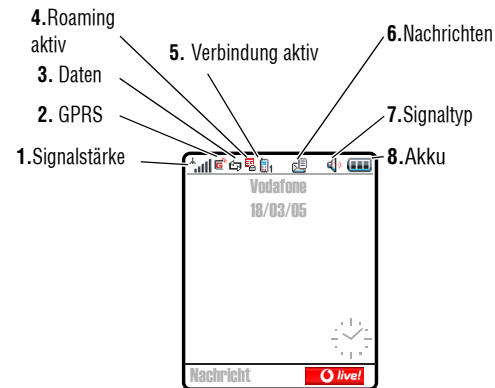 4.Roaming
aktiv
5. Verbindung aktiv
6.Nachrichten
3. Daten
2. GPRS
7.Signaltyp
1.Signalstärke
8.Akku
1
Vodafone
18/03/05
Nachricht
live!